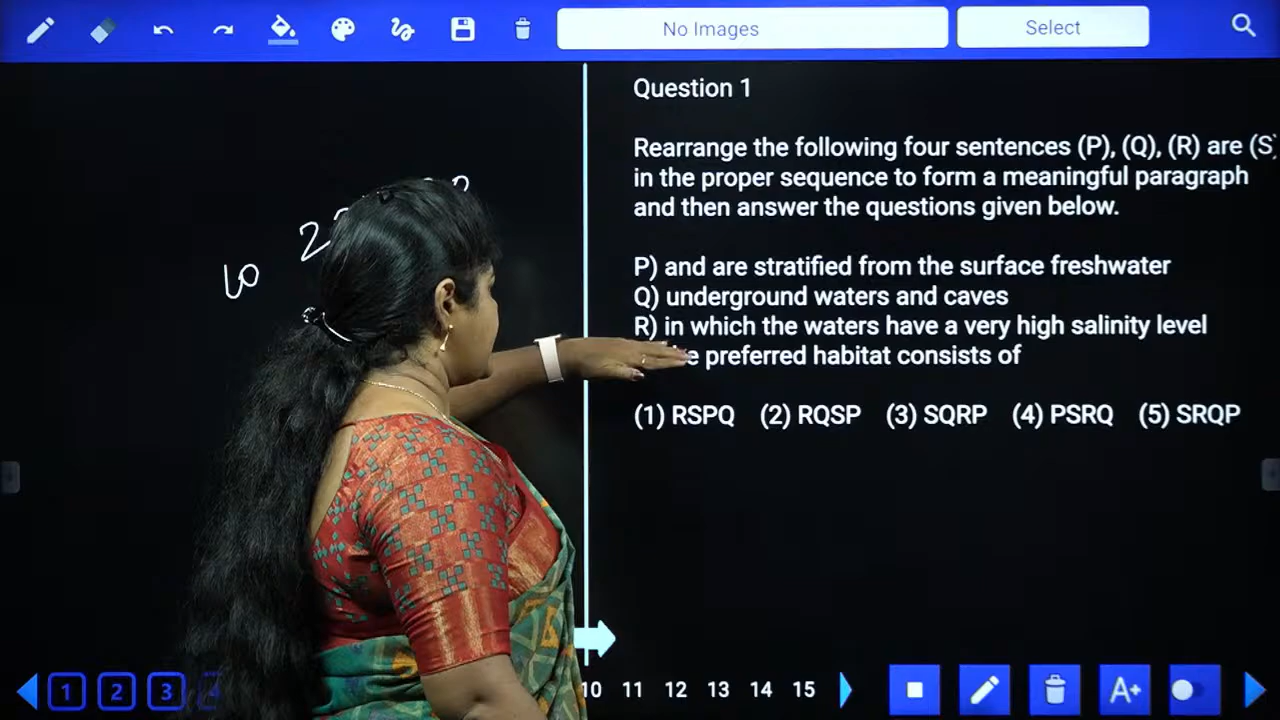 No Images
Select
Question 1
Rearrange the following four sentences (P), (Q), (R) are (S)
in the proper sequence to form a meaningful paragraph
and then answer the questions given below.
P) and are stratified from the surface freshwater
Q) underground waters and caves
R) in which the waters have a very high salinity level
preferred habitat consists of
(1) RSPQ (2) RQSP (3) SQRP (4) PSRQ (5) SRQP
10
1 2 3 4 10 11 12 13 14 15
A+